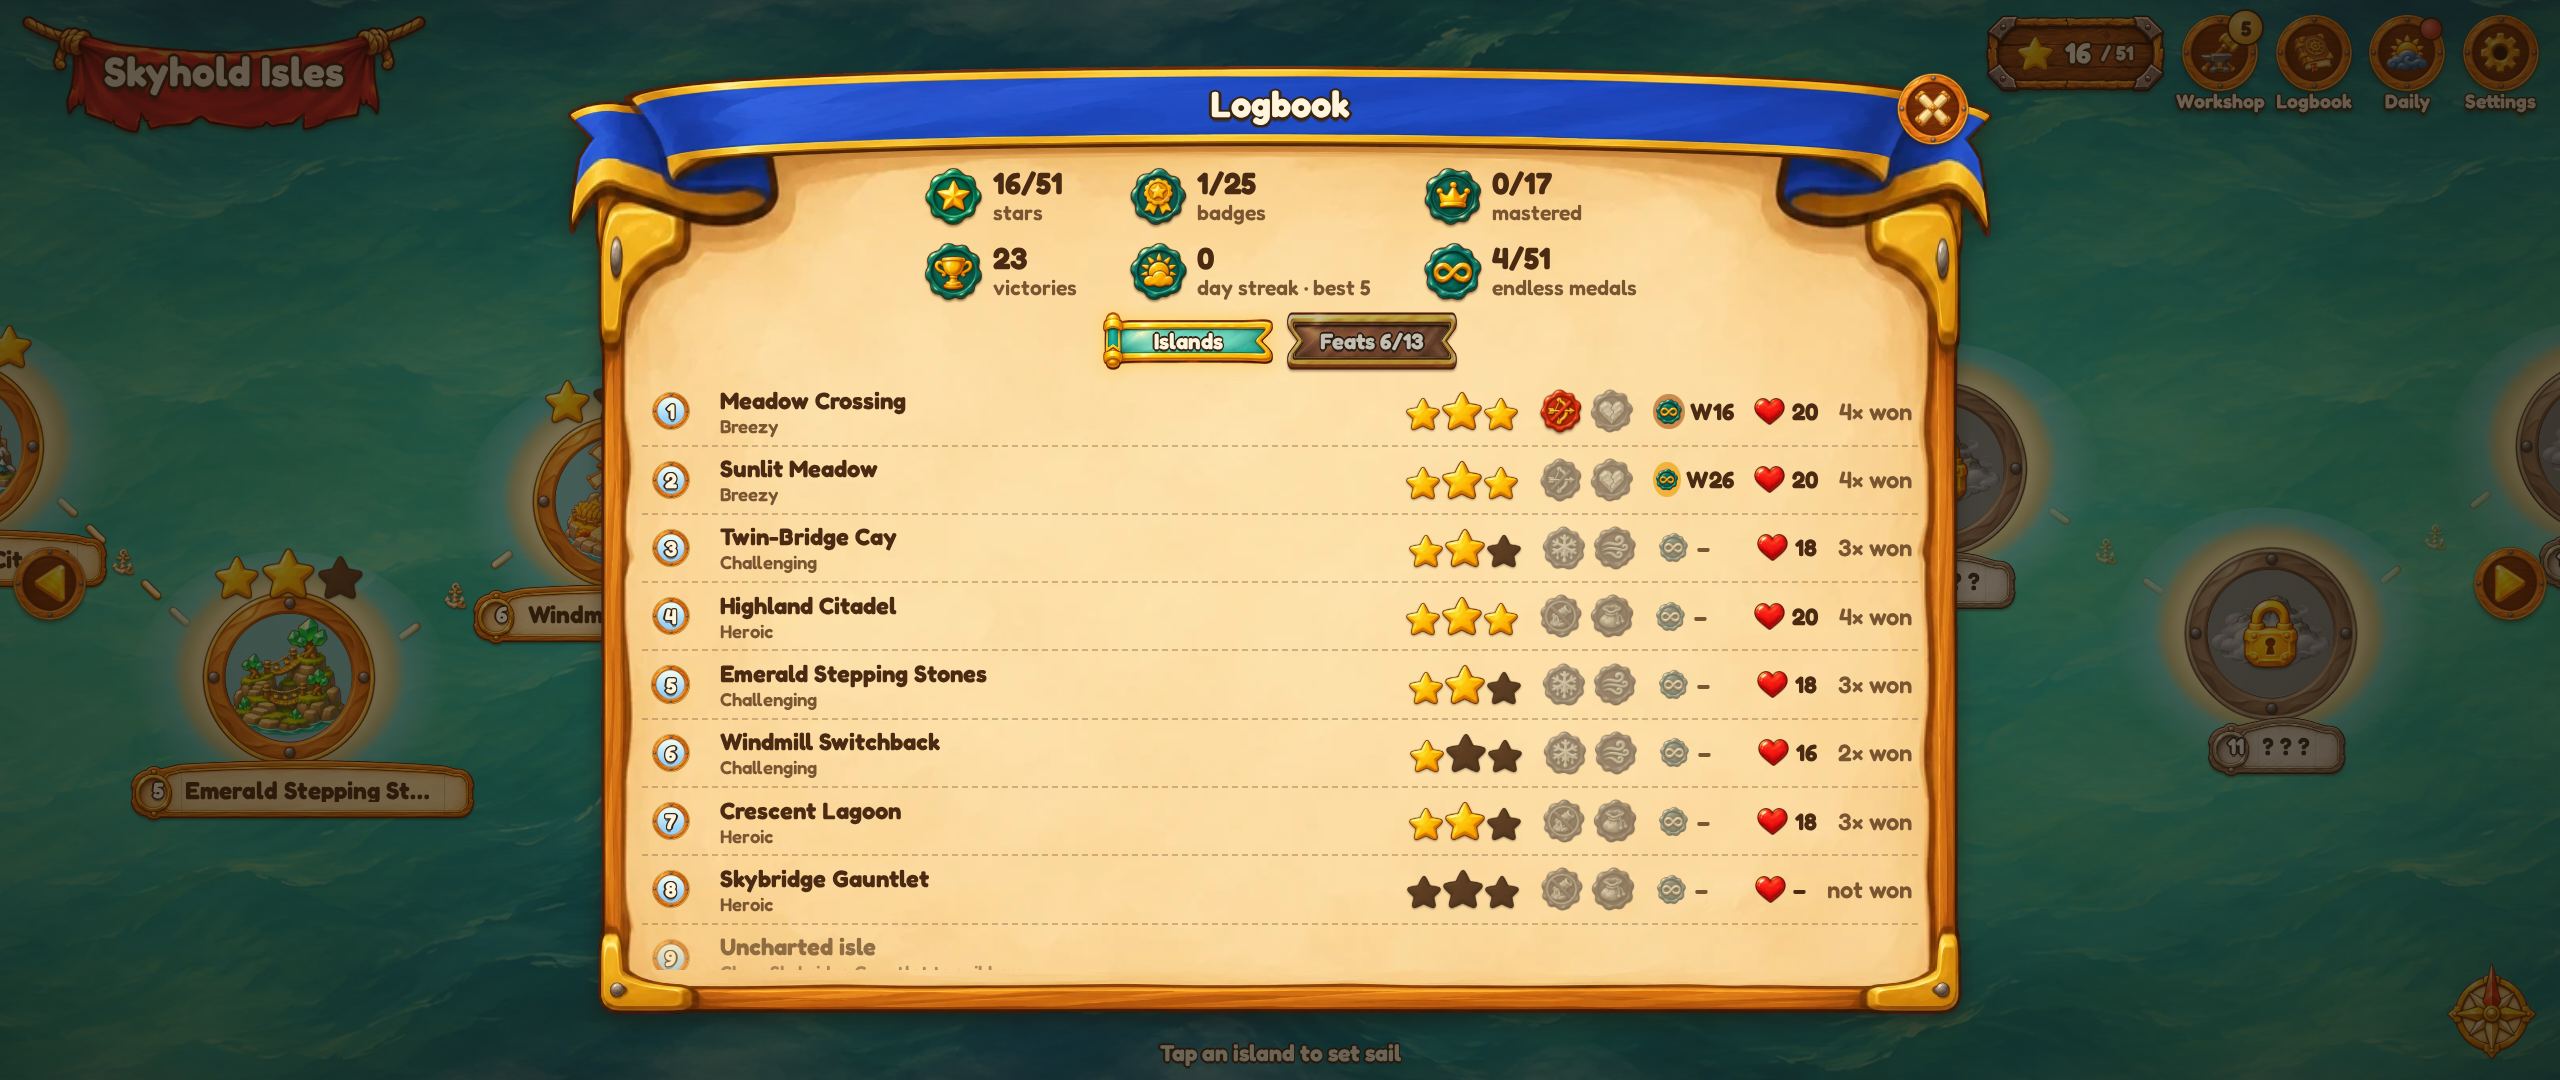 Skyhold Isles
16 / 51
5
Workshop
Logbook
Daily
Settings
Logbook
16/51
stars
1/25
badges
0/17
mastered
23
victories
0
day streak · best 5
4/51
endless medals
Islands
Feats 6/13
1 Meadow Crossing W16 20 4x won
Breezy
2 Sunlit Meadow W26 20 4x won
Breezy
3 Twin-Bridge Cay – 18 3x won
Challenging
4 Highland Citadel – 20 4x won
Heroic
5 Emerald Stepping Stones – 18 3x won
Challenging
6 Windmill Switchback – 16 2x won
Challenging
7 Crescent Lagoon – 18 3x won
Heroic
8 Skybridge Gauntlet – – not won
Heroic
9 Uncharted isle
Cit
6 Windm
5 Emerald Stepping St...
? ?
11 ? ? ?
Tap an island to set sail